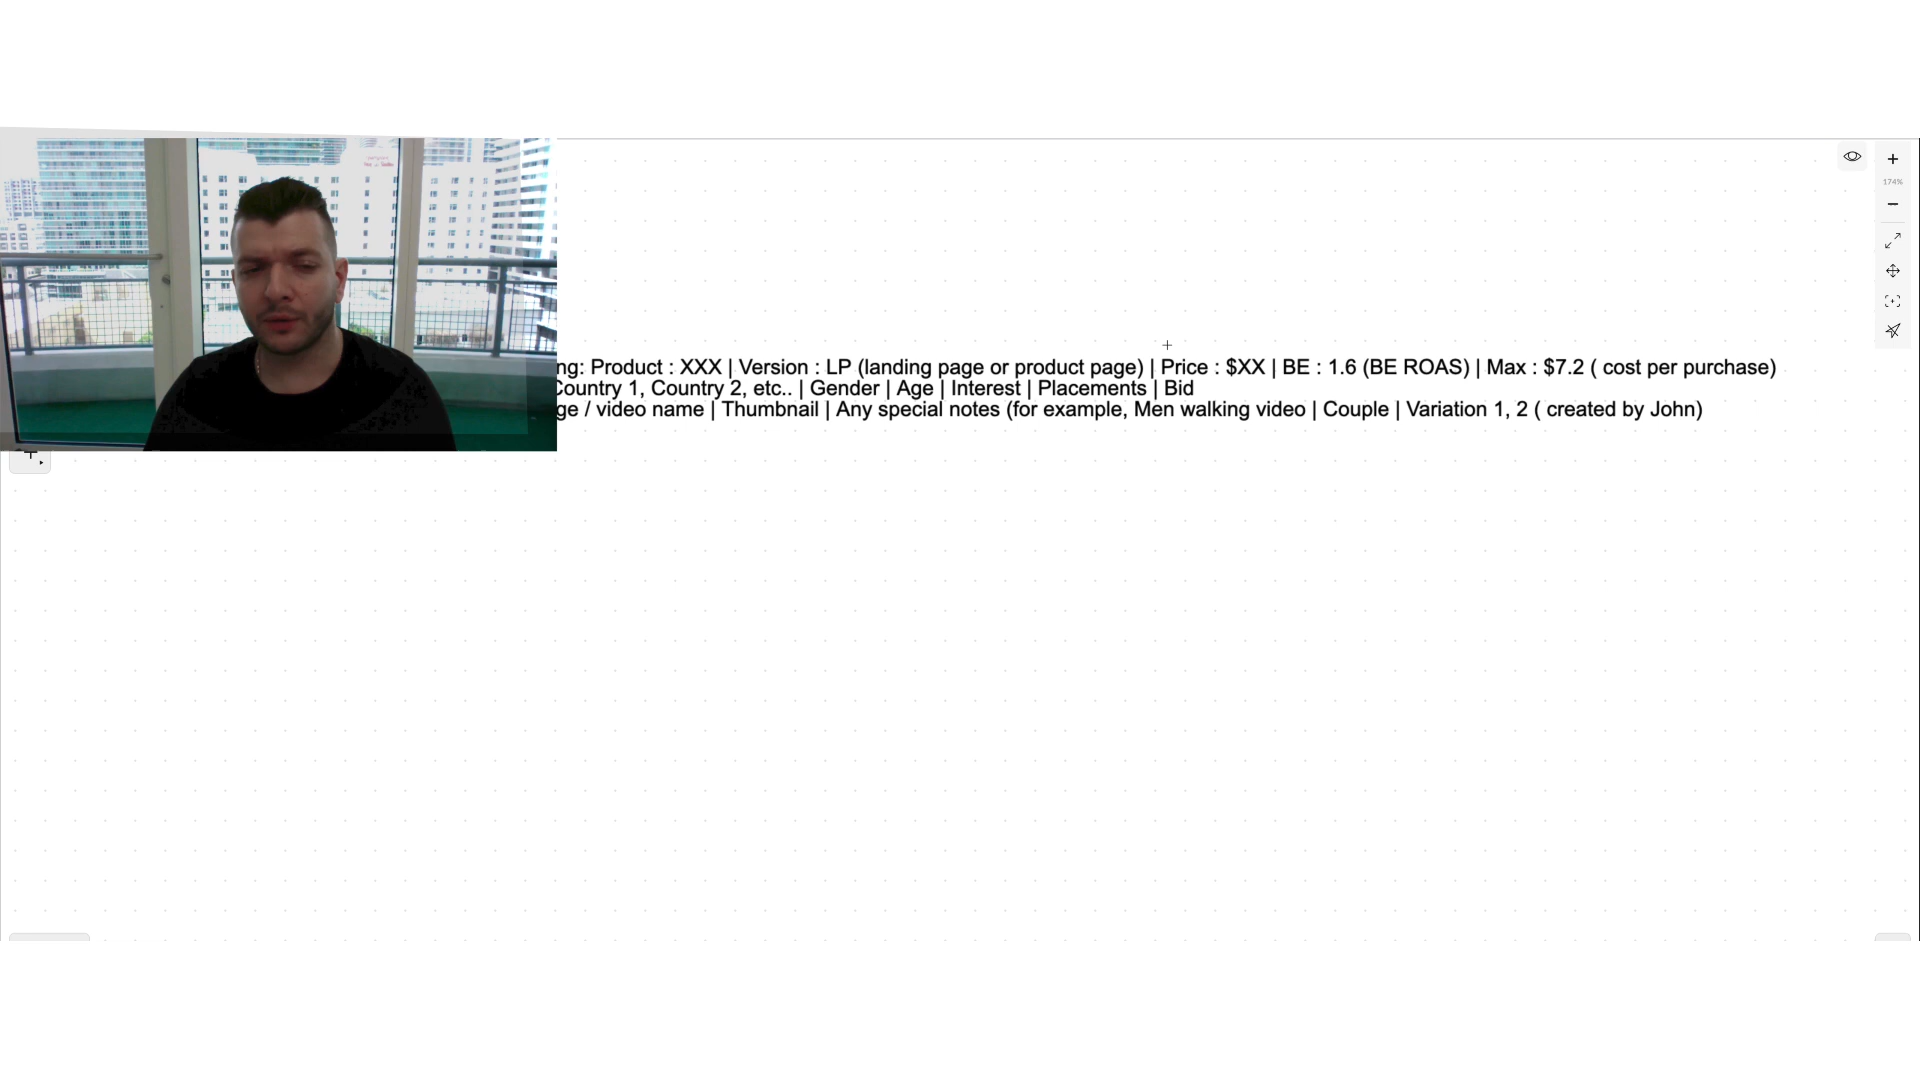 174%
ng: Product : XXX | Version : LP (landing page or product page) | Price : $XX | BE : 1.6 (BE ROAS) | Max : $7.2 ( cost per purchase)
Country 1, Country 2, etc.. | Gender | Age | Interest | Placements | Bid
ge / video name | Thumbnail | Any special notes (for example, Men walking video | Couple | Variation 1, 2 ( created by John)